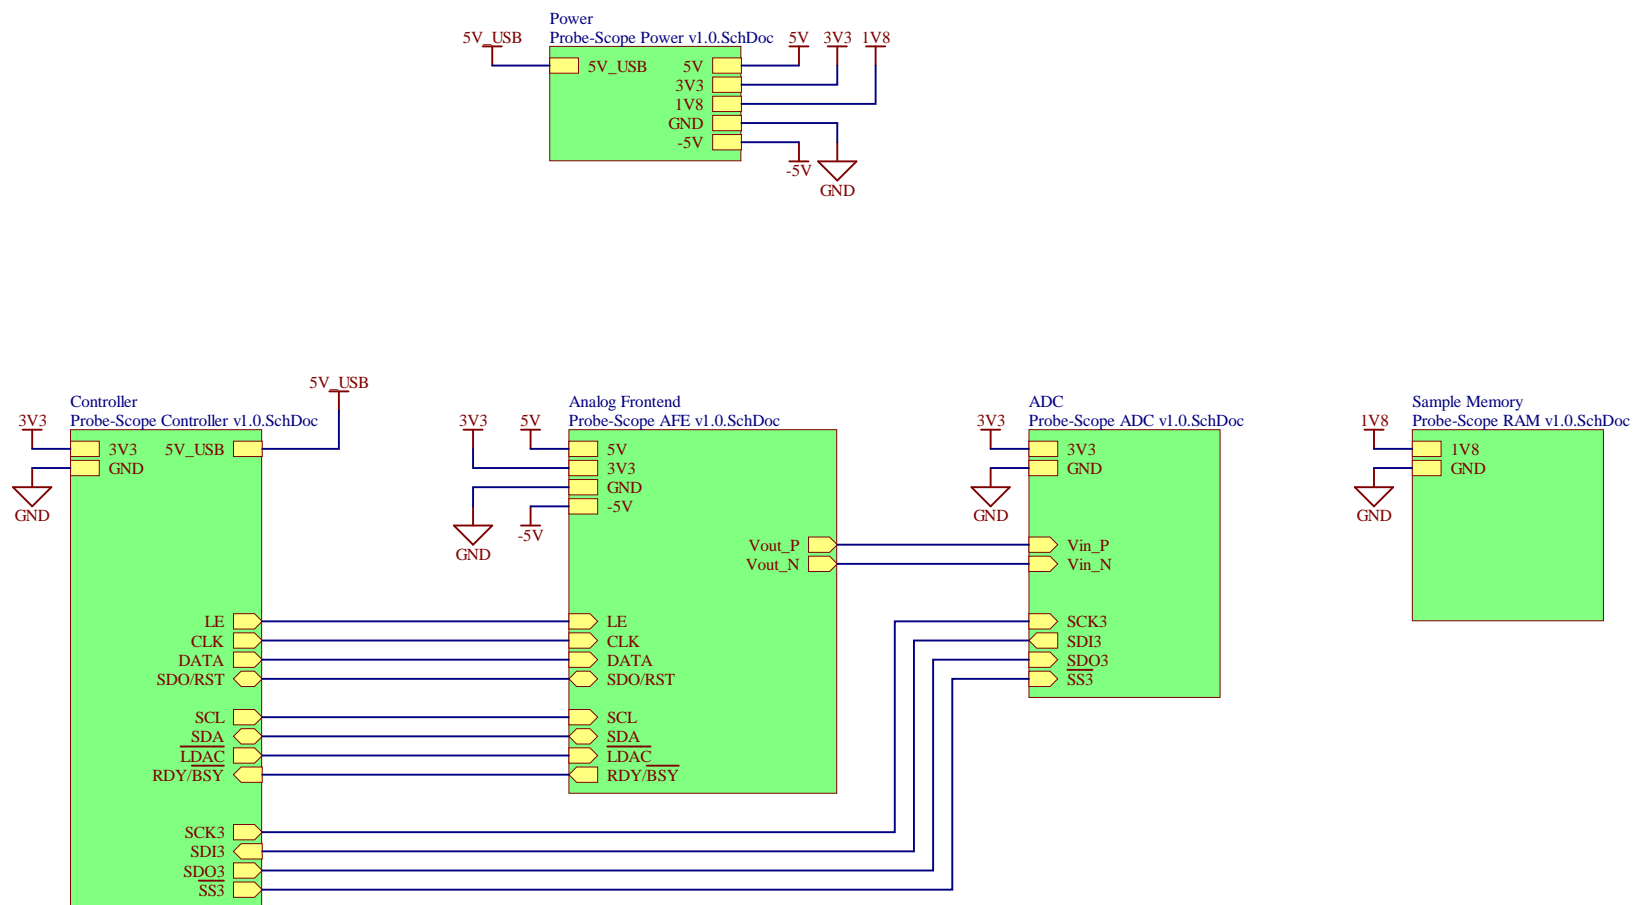 Power
Probe-Scope Power v1.0.SchDoc
5V_USB
5V 3V3 1V8
5V_USB
5V
3V3
1V8
GND
-5V
-5V
GND
5V_USB
Controller
Probe-Scope Controller v1.0.SchDoc
3V3
3V3
GND
5V_USB
GND
LE
CLK
DATA
SDO/RST
SCL
SDA
LDAC
RDY/BSY
SCK3
SDI3
SDO3
SS3
Analog Frontend
Probe-Scope AFE v1.0.SchDoc
3V3
5V
5V
3V3
GND
-5V
-5V
GND
Vout_P
Vout_N
LE
CLK
DATA
SDO/RST
SCL
SDA
LDAC
RDY/BSY
ADC
Probe-Scope ADC v1.0.SchDoc
3V3
3V3
GND
GND
Vin_P
Vin_N
SCK3
SDI3
SDO3
SS3
Sample Memory
Probe-Scope RAM v1.0.SchDoc
1V8
1V8
GND
GND